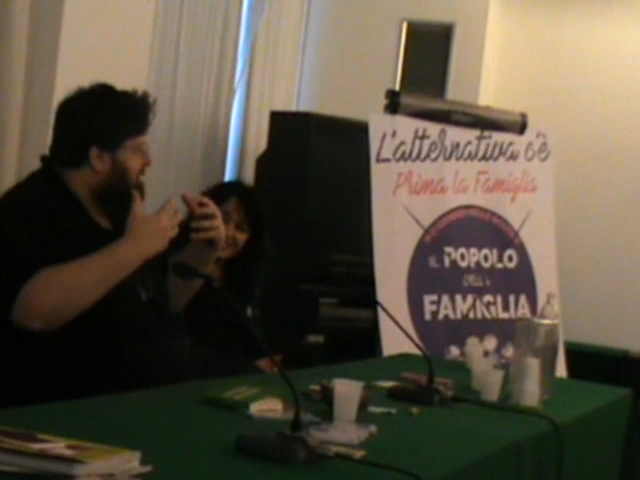 L'alternativa c'è
Prima la Famiglia
IL POPOLO
DELLA
FAMIGLIA